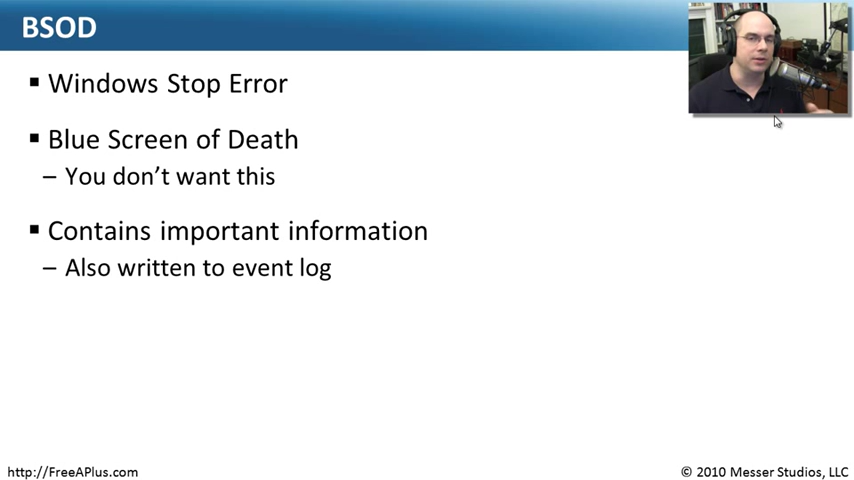 BSOD
▪ Windows Stop Error
▪ Blue Screen of Death
– You don’t want this
▪ Contains important information
– Also written to event log
http://FreeAPlus.com
© 2010 Messer Studios, LLC